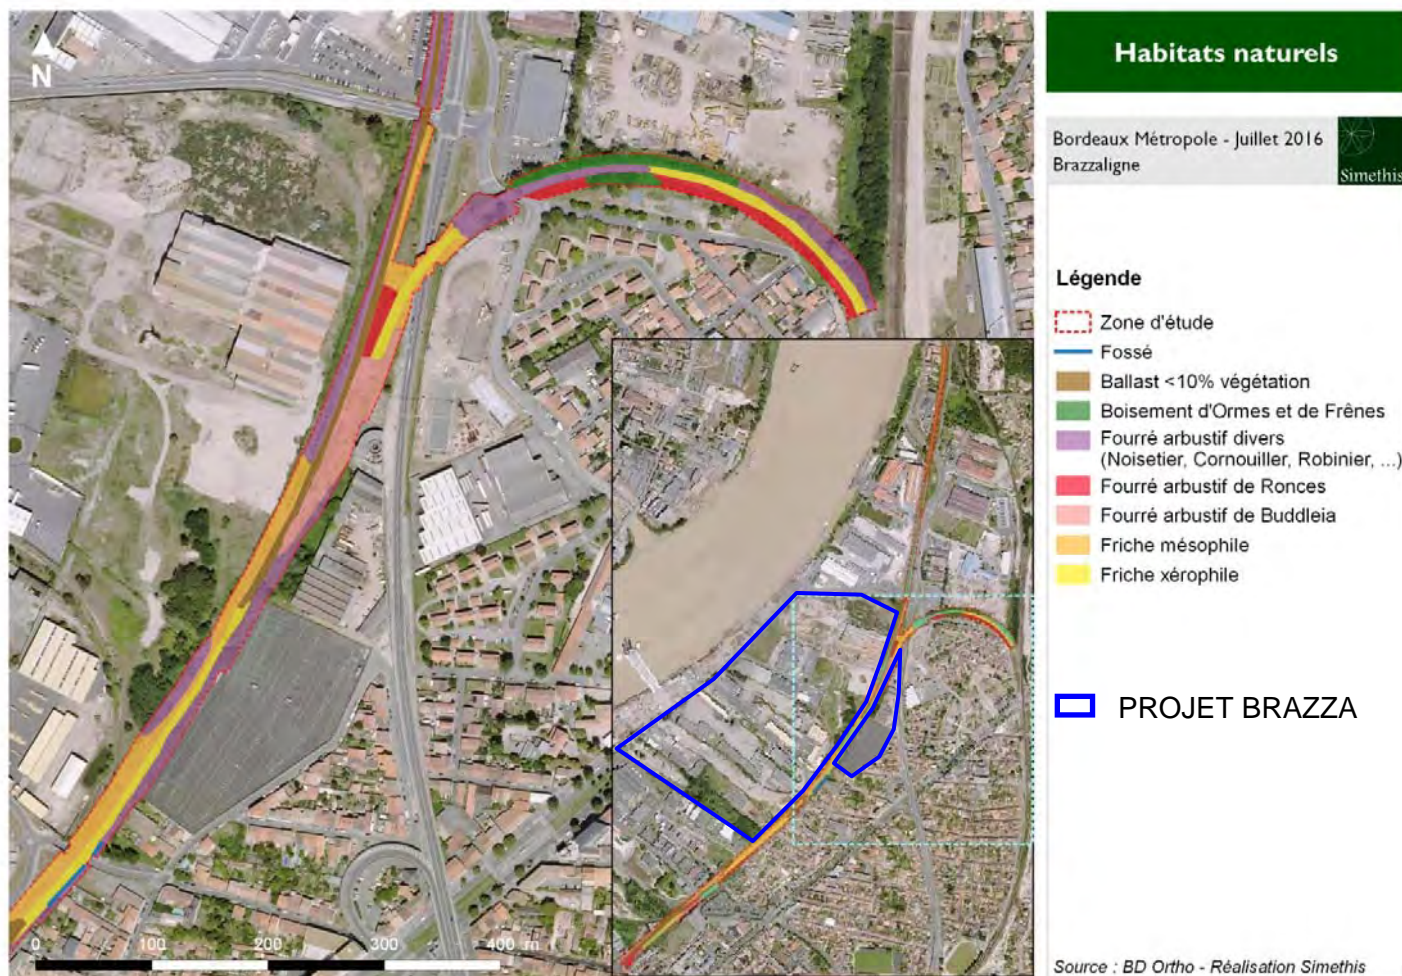 N
Habitats naturels
Bordeaux Métropole - Juillet 2016
Brazzaligne
Simethis
Légende
Zone d'étude
Fossé
Ballast <10% végétation
Boisement d'Ormes et de Frênes
Fourré arbustif divers
(Noisetier, Cornouiller, Robinier, ...)
Fourré arbustif de Ronces
Fourré arbustif de Buddleia
Friche mésophile
Friche xérophile
PROJET BRAZZA
0 100 200 300 400 m
Source : BD Ortho - Réalisation Simethis